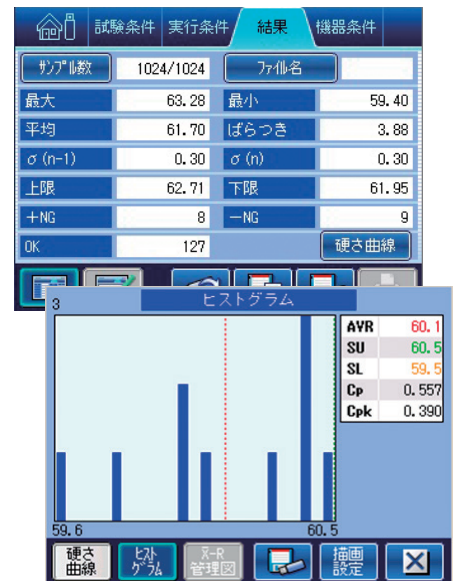 試験条件 実行条件 結果 機器条件
サンプル数 1024/1024 ファイル名
最大 63.28 最小 59.40
平均 61.70 ばらつき 3.88
σ(n-1) 0.30 σ(n) 0.30
上限 62.71 下限 61.95
+NG 8 -NG 9
OK 127 硬さ曲線
3 ヒストグラム
AVR 60.1
SU 60.5
SL 59.5
Cp 0.557
Cpk 0.390
59.6 60.5
硬さ曲線 ヒストグラム X̄-R管理図 描画設定